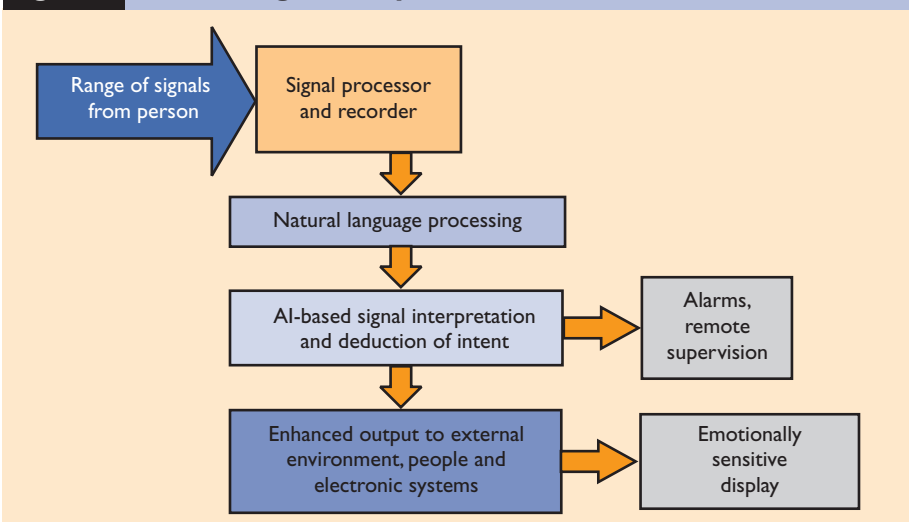 Range of signals
from person
Signal processor
and recorder
Natural language processing
AI-based signal interpretation
and deduction of intent
Alarms,
remote
supervision
Enhanced output to external
environment, people and
electronic systems
Emotionally
sensitive
display